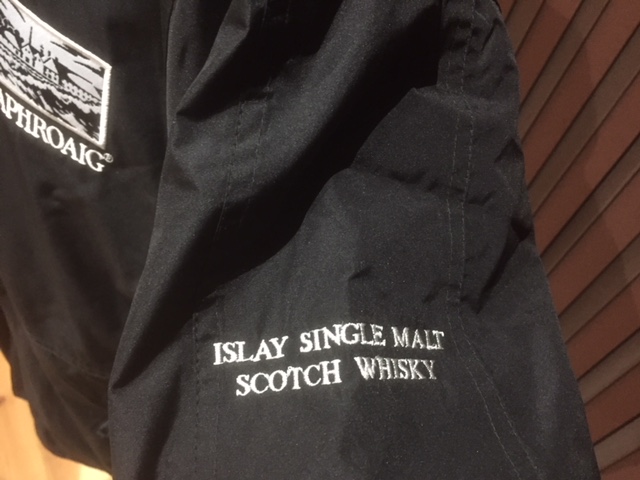 APHROAIG®
ISLAY SINGLE MALT
SCOTCH WHISKY